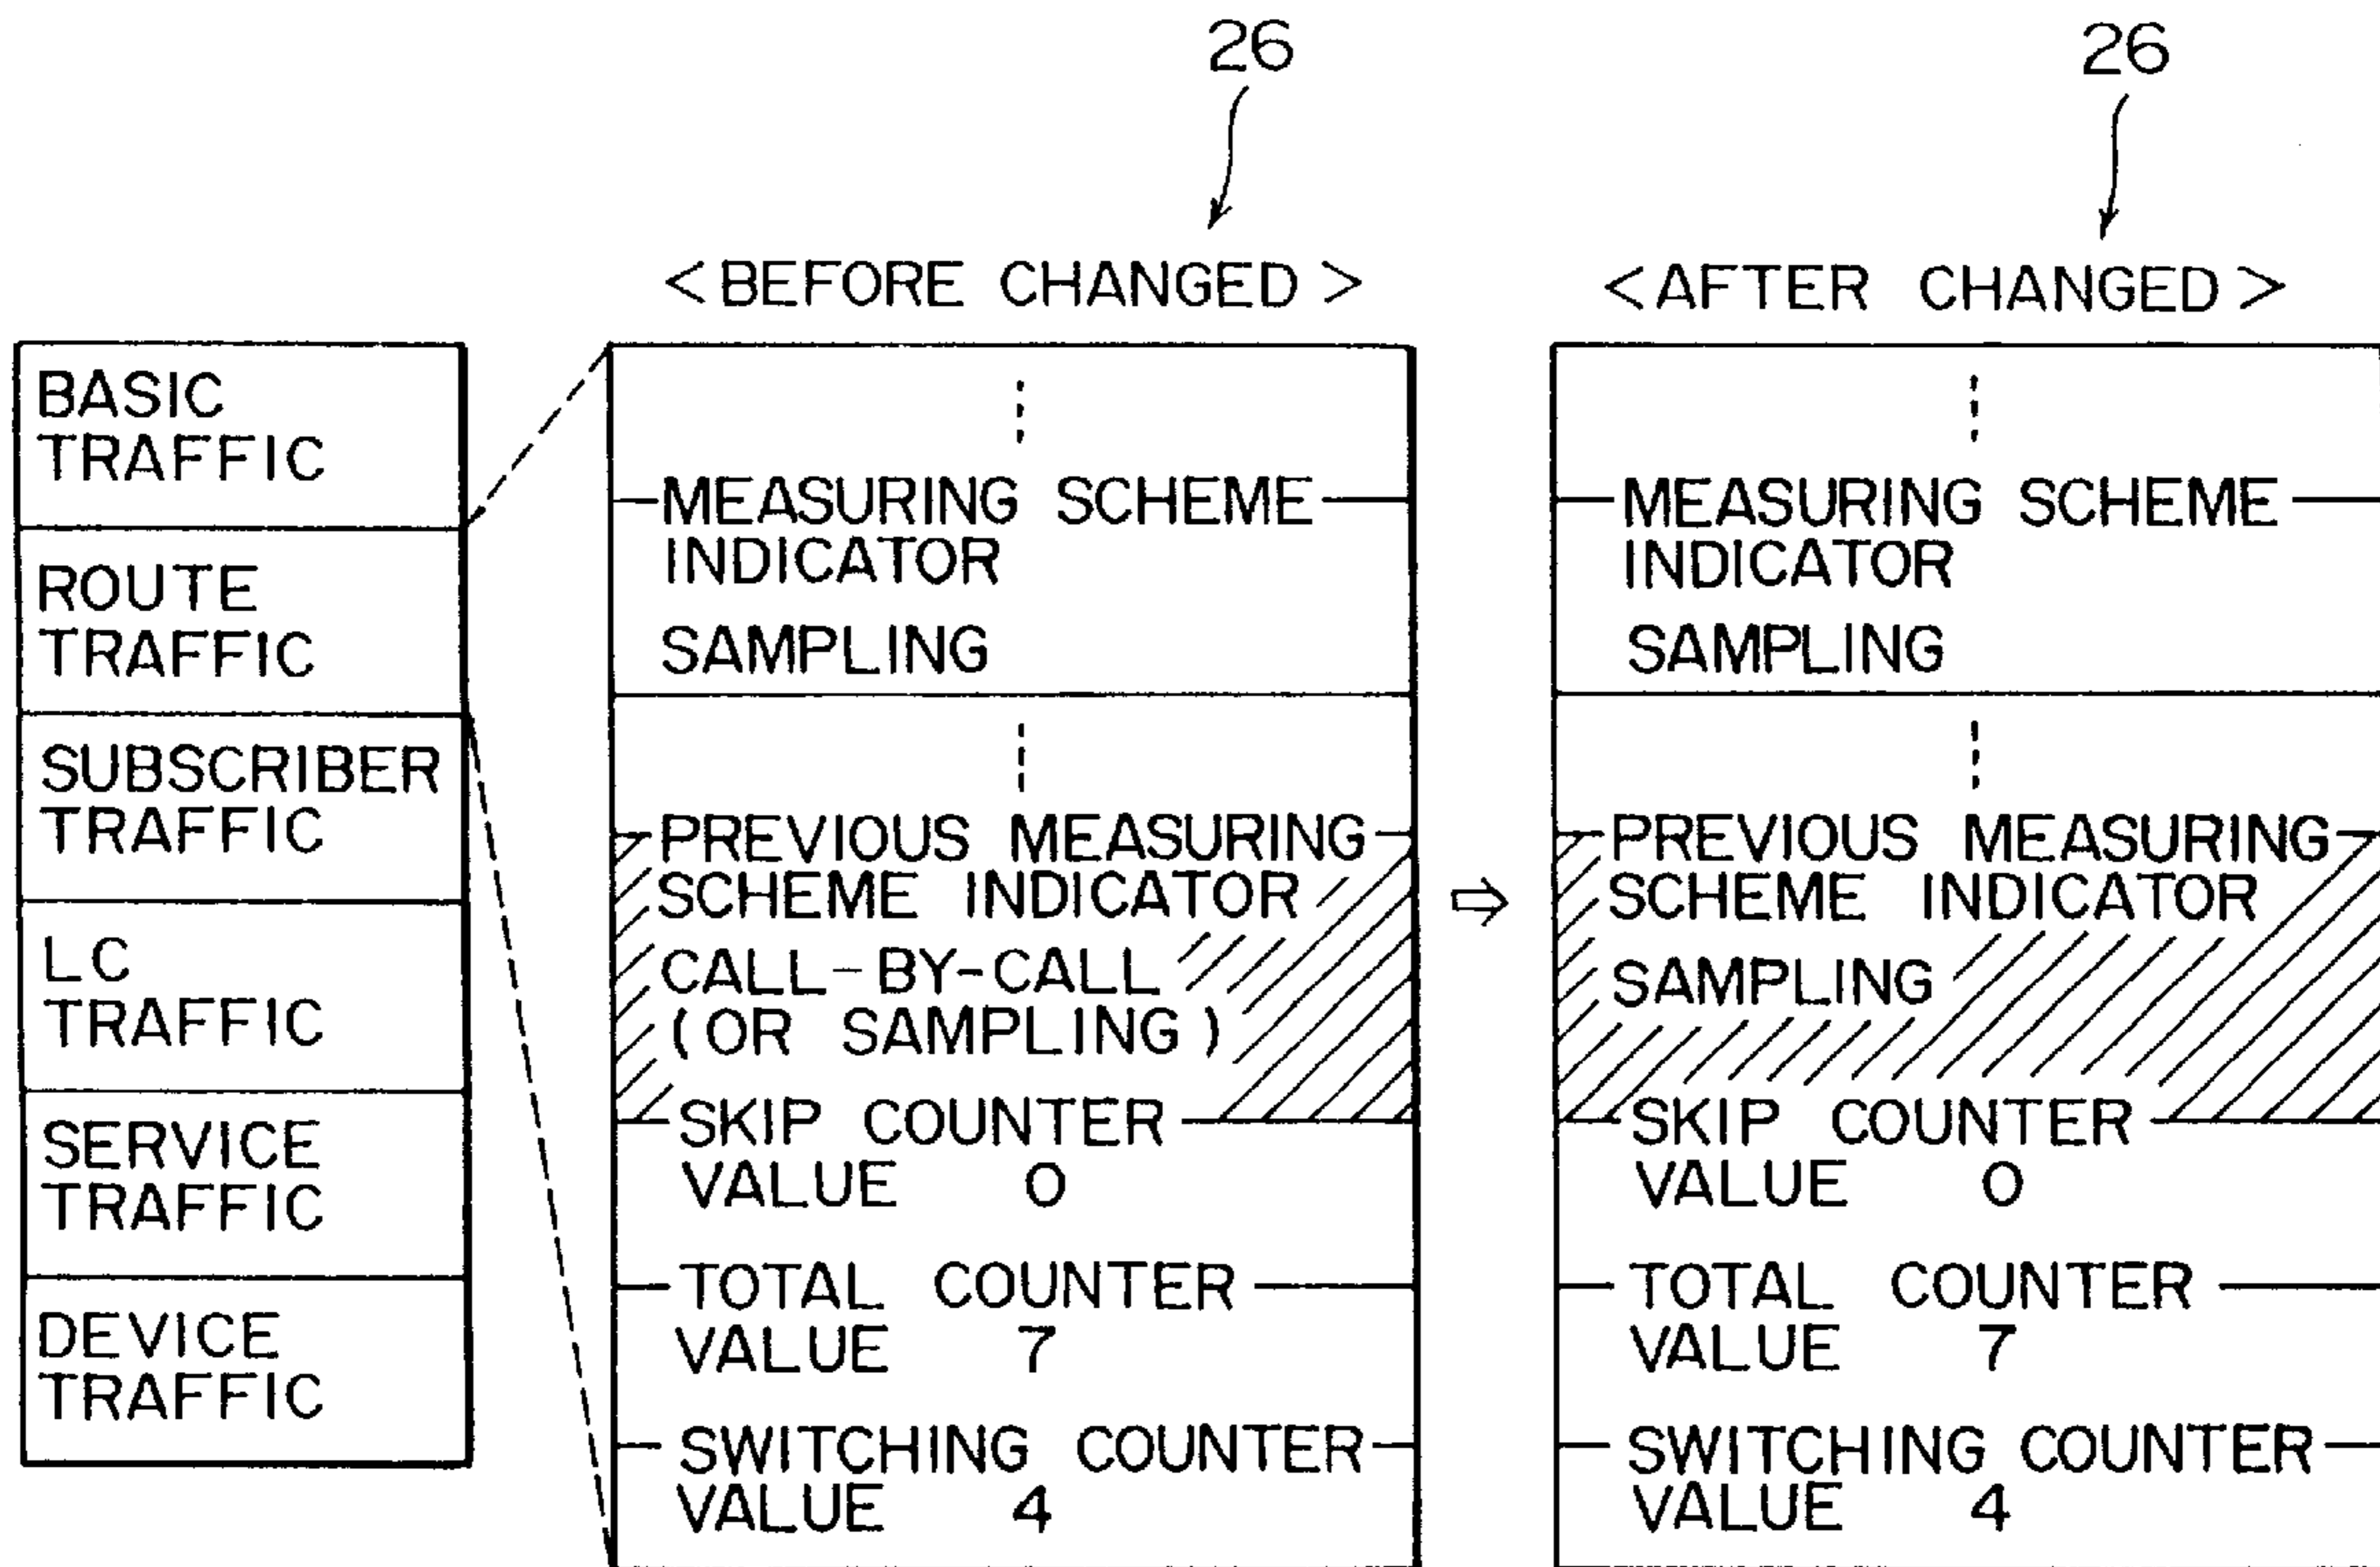 26
26
<BEFORE CHANGED>
<AFTER CHANGED>
BASIC
TRAFFIC
ROUTE
TRAFFIC
SUBSCRIBER
TRAFFIC
LC
TRAFFIC
SERVICE
TRAFFIC
DEVICE
TRAFFIC
MEASURING SCHEME
INDICATOR
SAMPLING
PREVIOUS MEASURING
SCHEME INDICATOR
CALL-BY-CALL
(OR SAMPLING)
SKIP COUNTER
VALUE 0
TOTAL COUNTER
VALUE 7
SWITCHING COUNTER
VALUE 4
⇨
MEASURING SCHEME
INDICATOR
SAMPLING
PREVIOUS MEASURING
SCHEME INDICATOR
SAMPLING
SKIP COUNTER
VALUE 0
TOTAL COUNTER
VALUE 7
SWITCHING COUNTER
VALUE 4